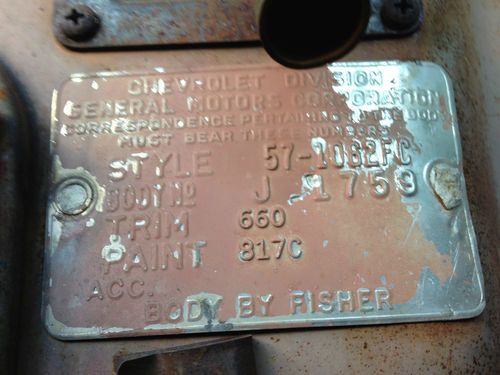 CHEVROLET DIVISION
GENERAL MOTORS CORPORATION
CORRESPONDENCE PERTAINING TO THE BODY
MUST BEAR THESE NUMBERS
STYLE 57-1062FC
BODY Nº J-1759
TRIM 660
PAINT 817C
ACC.
BODY BY FISHER